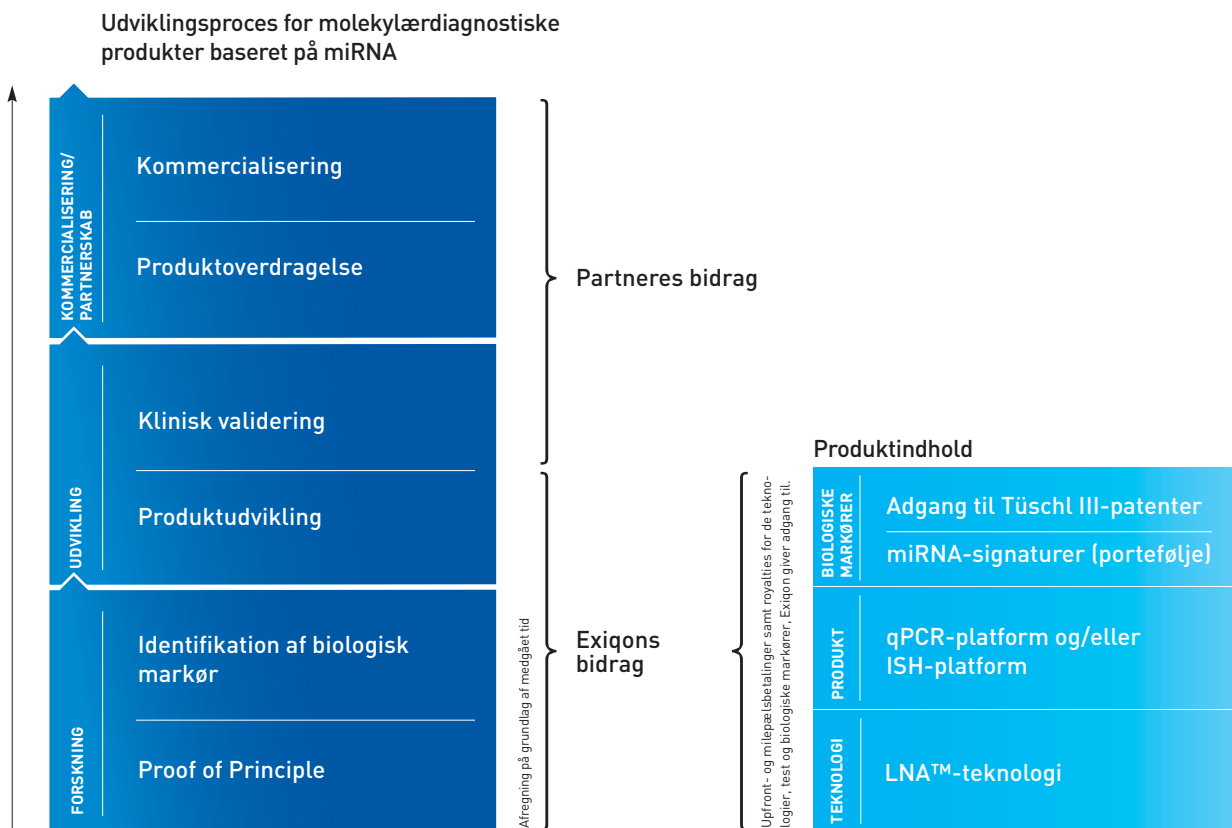 Udviklingsproces for molekylærdiagnostiske
produkter baseret på miRNA
KOMMERCIALISERING/
PARTNERSKAB
Kommercialisering
Produktoverdragelse
Partneres bidrag
UDVIKLING
Klinisk validering
Produktudvikling
FORSKNING
Identifikation af biologisk
markør
Proof of Principle
Afregning på grundlag af medgået tid
Exiqons
bidrag
Upfront- og milepælsbetalinger samt royalties for de tekno-
logier, test og biologiske markører, Exiqon giver adgang til.
Produktindhold
BIOLOGISKE
MARKØRER
Adgang til Tüschl III-patenter
miRNA-signaturer (portefølje)
PRODUKT
qPCR-platform og/eller
ISH-platform
TEKNOLOGI
LNA™-teknologi